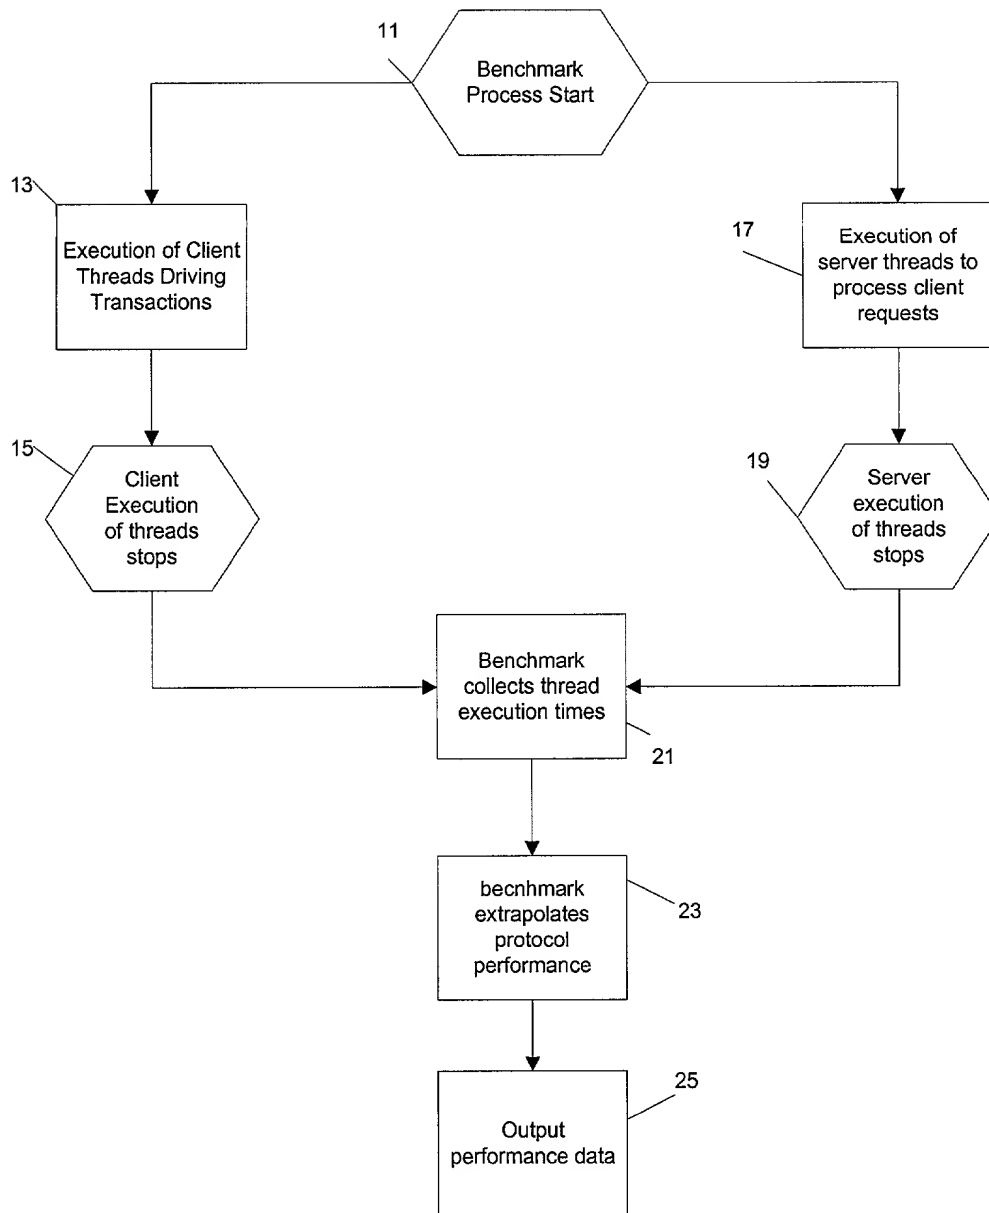 11
Benchmark
Process Start
13
Execution of Client
Threads Driving
Transactions
17
Execution of
server threads to
process client
requests
15
Client
Execution
of threads
stops
19
Server
execution
of threads
stops
Benchmark
collects thread
execution times
21
becnhmark
extrapolates
protocol
performance
23
25
Output
performance data